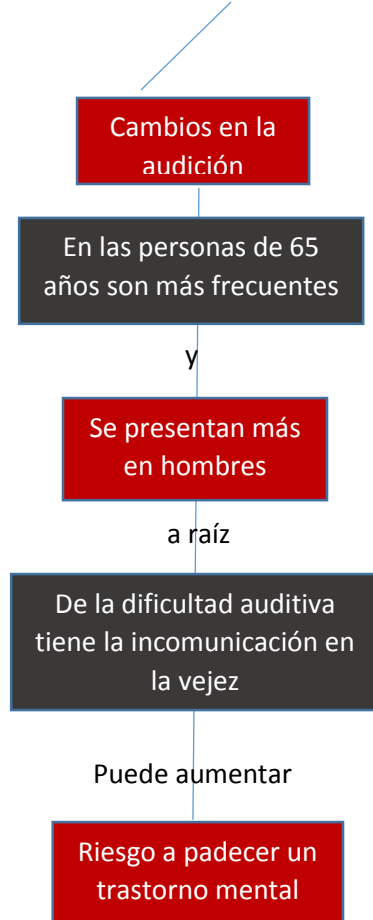 Cambios en la
audición
En las personas de 65
años son más frecuentes
y
Se presentan más
en hombres
a raíz
De la dificultad auditiva
tiene la incomunicación en
la vejez
Puede aumentar
Riesgo a padecer un
trastorno mental